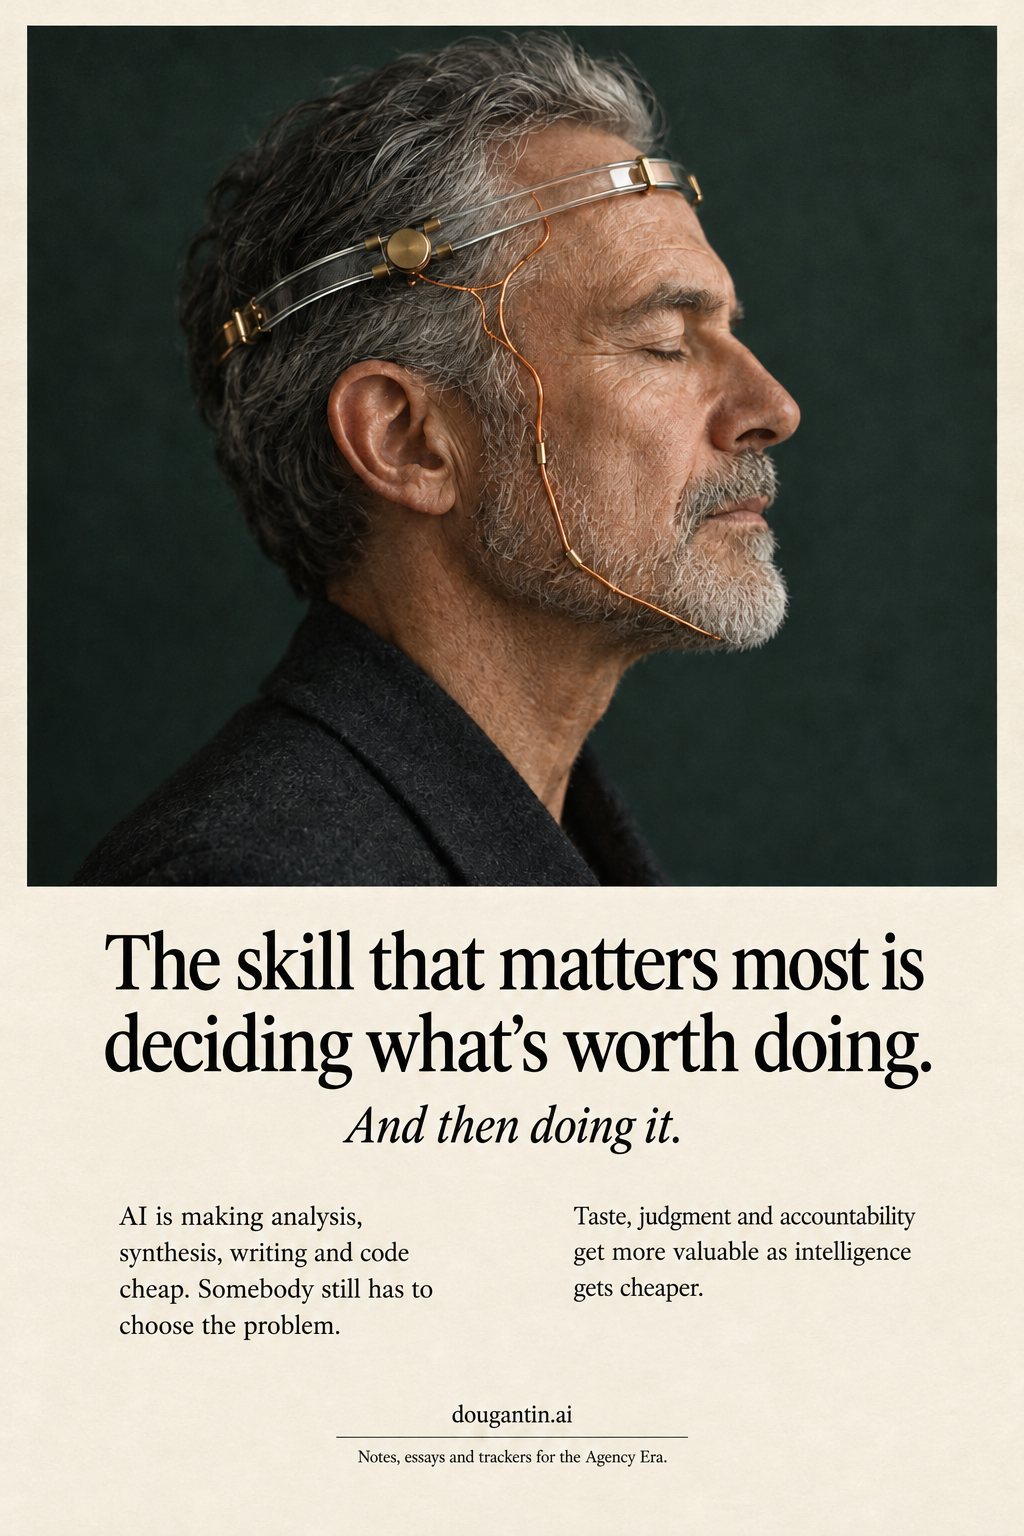 The skill that matters most is
deciding what’s worth doing.
And then doing it.
AI is making analysis,
synthesis, writing and code
cheap. Somebody still has to
choose the problem.
Taste, judgment and accountability
get more valuable as intelligence
gets cheaper.
dougantin.ai
Notes, essays and trackers for the Agency Era.